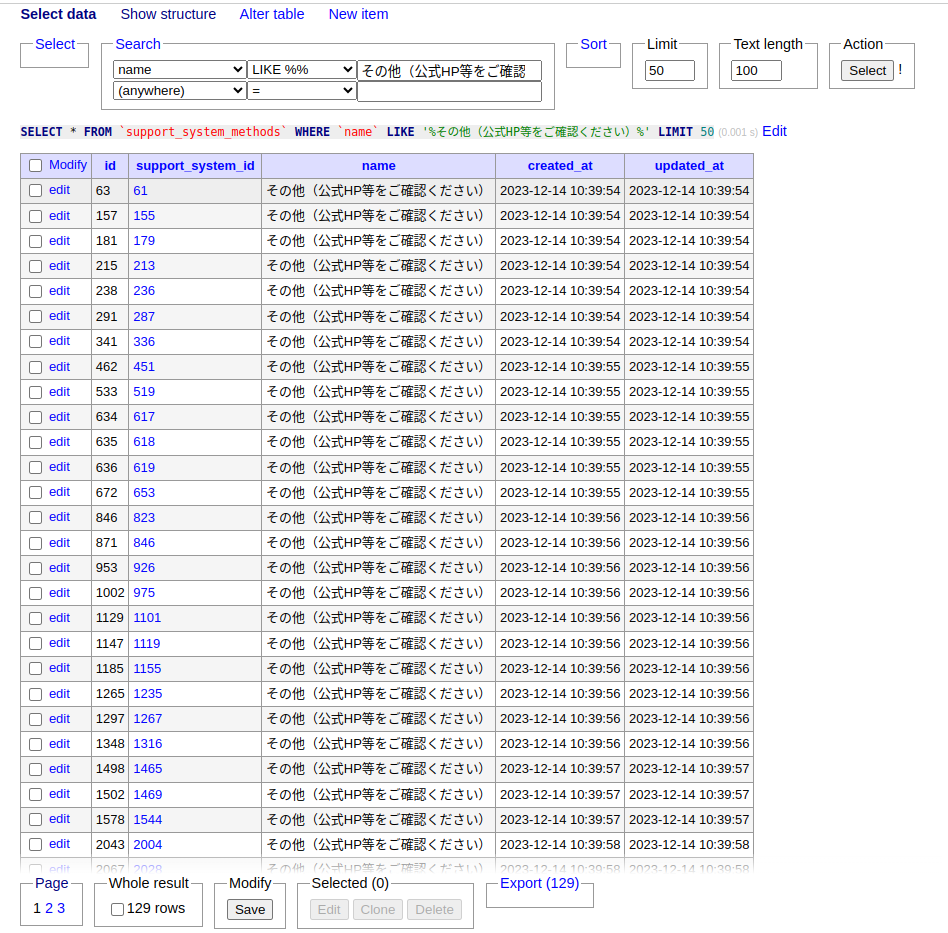 Select data Show structure Alter table New item
Select Search Sort Limit Text length Action
name LIKE %% その他（公式HP等をご確認 50 100 Select !
(anywhere) =
SELECT * FROM `support_system_methods` WHERE `name` LIKE '%その他（公式HP等をご確認ください）%' LIMIT 50 (0.001 s) Edit
Modify id support_system_id name created_at updated_at
edit 63 61 その他（公式HP等をご確認ください） 2023-12-14 10:39:54 2023-12-14 10:39:54
edit 157 155 その他（公式HP等をご確認ください） 2023-12-14 10:39:54 2023-12-14 10:39:54
edit 181 179 その他（公式HP等をご確認ください） 2023-12-14 10:39:54 2023-12-14 10:39:54
edit 215 213 その他（公式HP等をご確認ください） 2023-12-14 10:39:54 2023-12-14 10:39:54
edit 238 236 その他（公式HP等をご確認ください） 2023-12-14 10:39:54 2023-12-14 10:39:54
edit 291 287 その他（公式HP等をご確認ください） 2023-12-14 10:39:54 2023-12-14 10:39:54
edit 341 336 その他（公式HP等をご確認ください） 2023-12-14 10:39:54 2023-12-14 10:39:54
edit 462 451 その他（公式HP等をご確認ください） 2023-12-14 10:39:55 2023-12-14 10:39:55
edit 533 519 その他（公式HP等をご確認ください） 2023-12-14 10:39:55 2023-12-14 10:39:55
edit 634 617 その他（公式HP等をご確認ください） 2023-12-14 10:39:55 2023-12-14 10:39:55
edit 635 618 その他（公式HP等をご確認ください） 2023-12-14 10:39:55 2023-12-14 10:39:55
edit 636 619 その他（公式HP等をご確認ください） 2023-12-14 10:39:55 2023-12-14 10:39:55
edit 672 653 その他（公式HP等をご確認ください） 2023-12-14 10:39:55 2023-12-14 10:39:55
edit 846 823 その他（公式HP等をご確認ください） 2023-12-14 10:39:56 2023-12-14 10:39:56
edit 871 846 その他（公式HP等をご確認ください） 2023-12-14 10:39:56 2023-12-14 10:39:56
edit 953 926 その他（公式HP等をご確認ください） 2023-12-14 10:39:56 2023-12-14 10:39:56
edit 1002 975 その他（公式HP等をご確認ください） 2023-12-14 10:39:56 2023-12-14 10:39:56
edit 1129 1101 その他（公式HP等をご確認ください） 2023-12-14 10:39:56 2023-12-14 10:39:56
edit 1147 1119 その他（公式HP等をご確認ください） 2023-12-14 10:39:56 2023-12-14 10:39:56
edit 1185 1155 その他（公式HP等をご確認ください） 2023-12-14 10:39:56 2023-12-14 10:39:56
edit 1265 1235 その他（公式HP等をご確認ください） 2023-12-14 10:39:56 2023-12-14 10:39:56
edit 1297 1267 その他（公式HP等をご確認ください） 2023-12-14 10:39:56 2023-12-14 10:39:56
edit 1348 1316 その他（公式HP等をご確認ください） 2023-12-14 10:39:56 2023-12-14 10:39:56
edit 1498 1465 その他（公式HP等をご確認ください） 2023-12-14 10:39:57 2023-12-14 10:39:57
edit 1502 1469 その他（公式HP等をご確認ください） 2023-12-14 10:39:57 2023-12-14 10:39:57
edit 1578 1544 その他（公式HP等をご確認ください） 2023-12-14 10:39:57 2023-12-14 10:39:57
edit 2043 2004 その他（公式HP等をご確認ください） 2023-12-14 10:39:58 2023-12-14 10:39:58
edit 2067 2028 その他（公式HP等をご確認ください） 2023-12-14 10:39:58 2023-12-14 10:39:58
Page Whole result Modify Selected (0) Export (129)
1 2 3 129 rows Save Edit Clone Delete